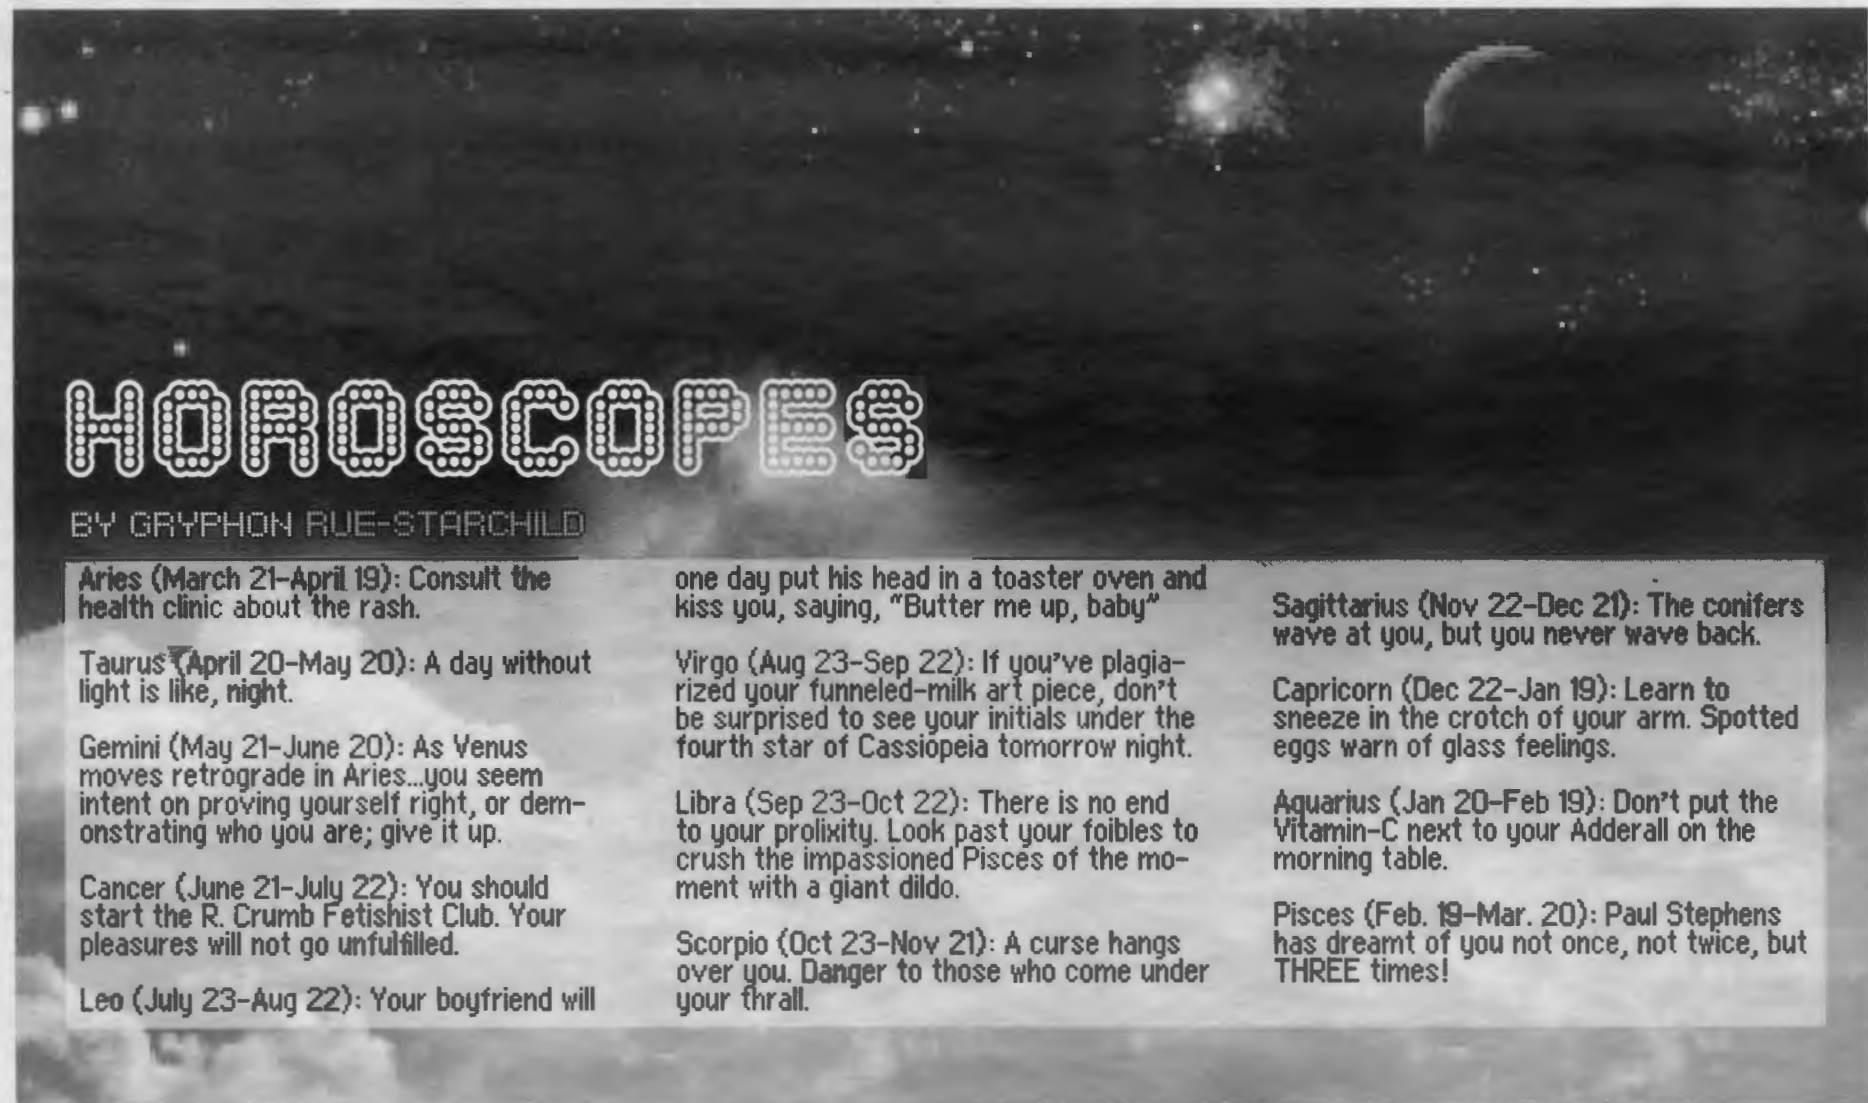 HOROSCOPES
BY GRYPHON RUE-STARCHILD
Aries (March 21-April 19): Consult the
health clinic about the rash.
Taurus (April 20-May 20): A day without
light is like, night.
Gemini (May 21-June 20): As Venus
moves retrograde in Aries...you seem
intent on proving yourself right, or dem-
onstrating who you are; give it up.
Cancer (June 21-July 22): You should
start the R. Crumb Fetishist Club. Your
pleasures will not go unfulfilled.
Leo (July 23-Aug 22): Your boyfriend will
one day put his head in a toaster oven and
kiss you, saying, "Butter me up, baby"
Virgo (Aug 23-Sep 22): If you've plagia-
rized your funneled-milk art piece, don't
be surprised to see your initials under the
fourth star of Cassiopeia tomorrow night.
Libra (Sep 23-Oct 22): There is no end
to your prolixity. Look past your foibles to
crush the impassioned Pisces of the mo-
ment with a giant dildo.
Scorpio (Oct 23-Nov 21): A curse hangs
over you. Danger to those who come under
your thrall.
Sagittarius (Nov 22-Dec 21): The conifers
wave at you, but you never wave back.
Capricorn (Dec 22-Jan 19): Learn to
sneeze in the crotch of your arm. Spotted
eggs warn of glass feelings.
Aquarius (Jan 20-Feb 19): Don't put the
Vitamin-C next to your Adderall on the
morning table.
Pisces (Feb. 19-Mar. 20): Paul Stephens
has dreamt of you not once, not twice, but
THREE times!